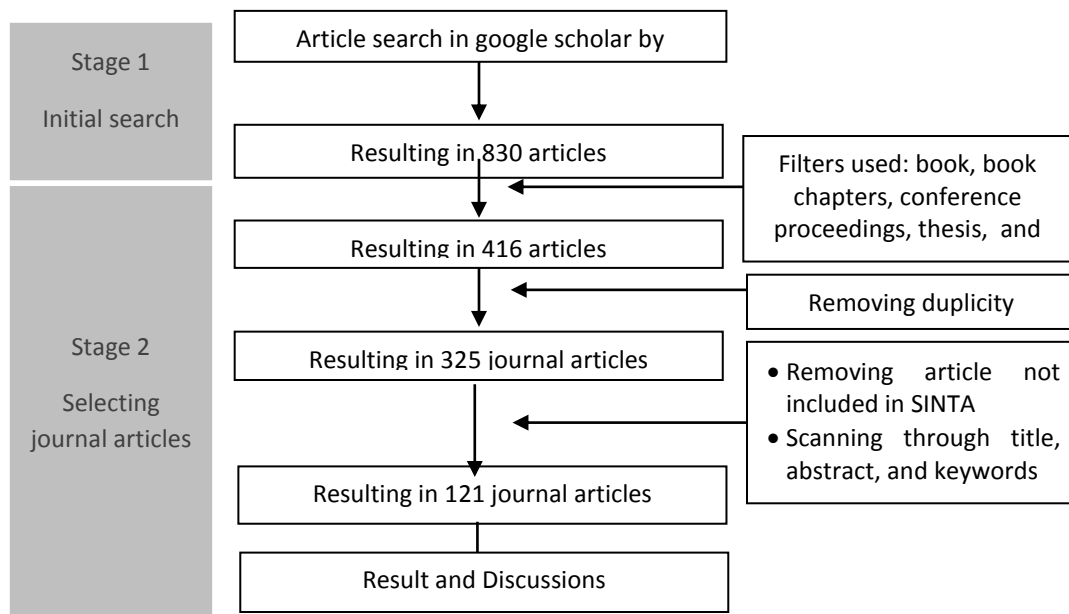 Stage 1
Initial search
Article search in google scholar by
Resulting in 830 articles
Filters used: book, book
chapters, conference
proceedings, thesis, and
Resulting in 416 articles
Removing duplicity
Stage 2
Selecting
journal articles
Resulting in 325 journal articles
• Removing article not
included in SINTA
• Scanning through title,
abstract, and keywords
Resulting in 121 journal articles
Result and Discussions